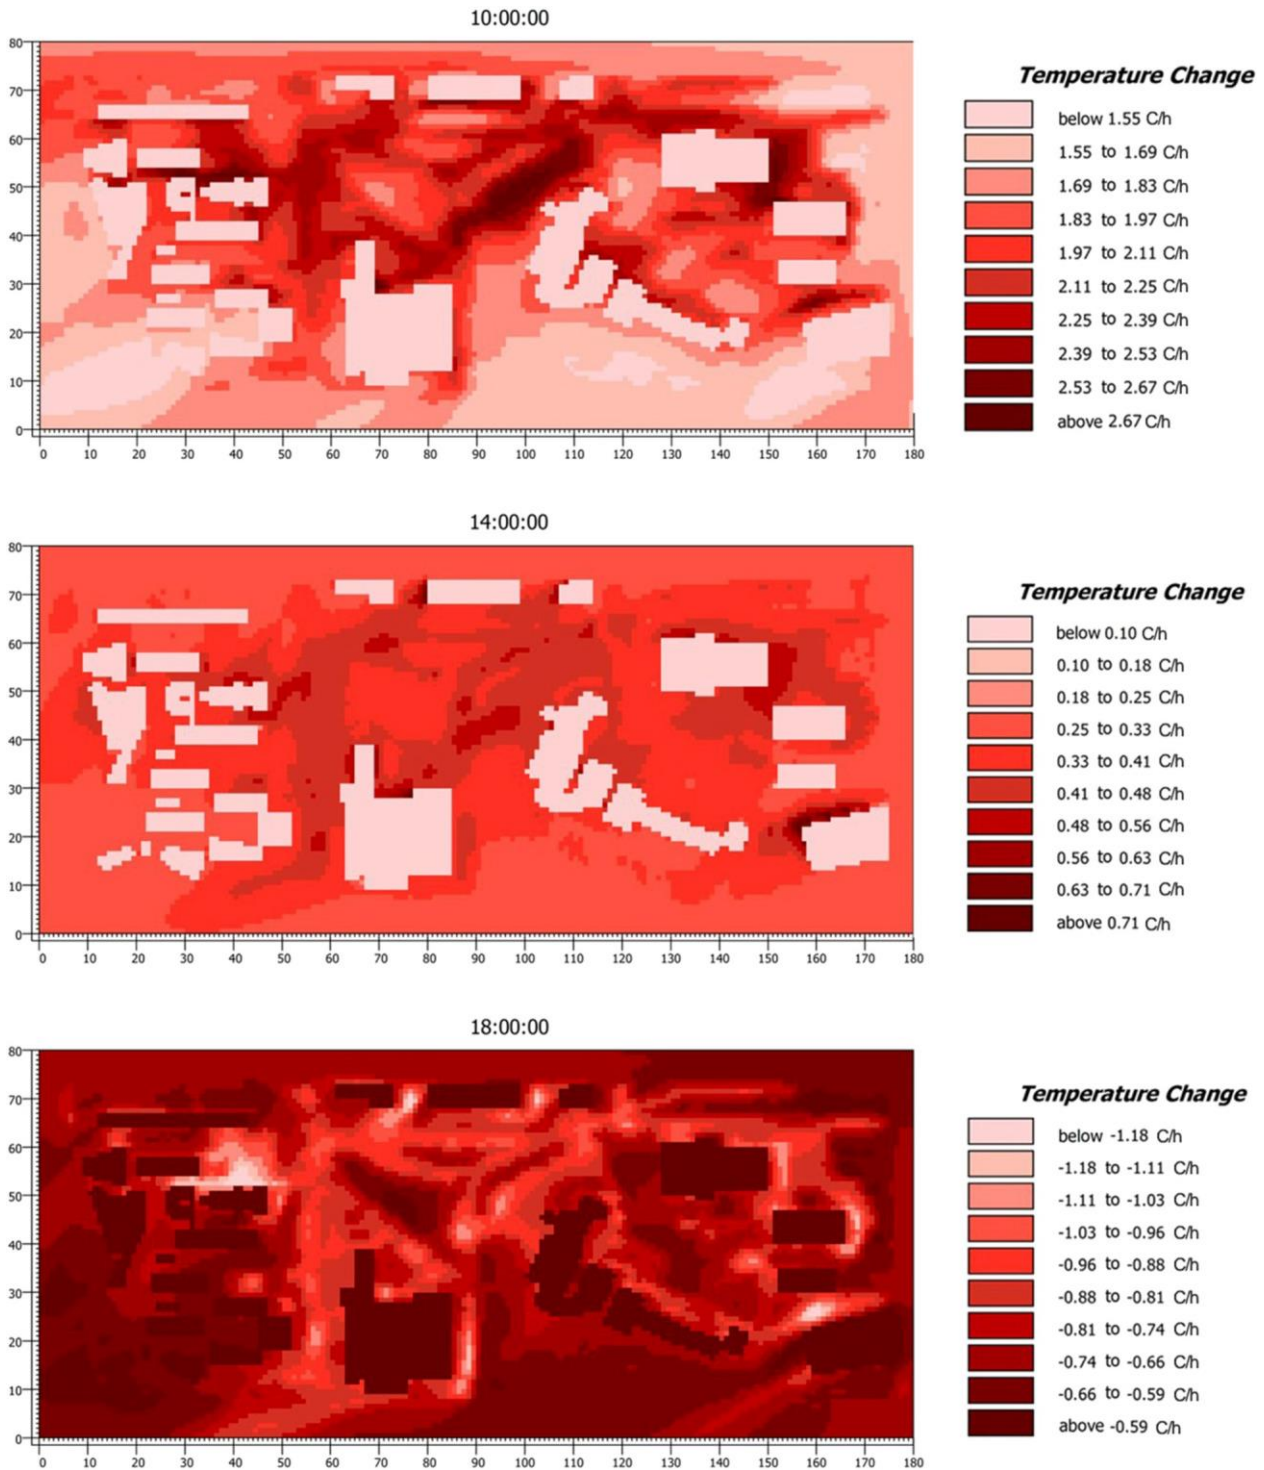 10:00:00
80
70
60
50
40
30
20
10
0
0 10 20 30 40 50 60 70 80 90 100 110 120 130 140 150 160 170 180
Temperature Change
below 1.55 C/h
1.55 to 1.69 C/h
1.69 to 1.83 C/h
1.83 to 1.97 C/h
1.97 to 2.11 C/h
2.11 to 2.25 C/h
2.25 to 2.39 C/h
2.39 to 2.53 C/h
2.53 to 2.67 C/h
above 2.67 C/h
14:00:00
80
70
60
50
40
30
20
10
0
0 10 20 30 40 50 60 70 80 90 100 110 120 130 140 150 160 170 180
Temperature Change
below 0.10 C/h
0.10 to 0.18 C/h
0.18 to 0.25 C/h
0.25 to 0.33 C/h
0.33 to 0.41 C/h
0.41 to 0.48 C/h
0.48 to 0.56 C/h
0.56 to 0.63 C/h
0.63 to 0.71 C/h
above 0.71 C/h
18:00:00
80
70
60
50
40
30
20
10
0
0 10 20 30 40 50 60 70 80 90 100 110 120 130 140 150 160 170 180
Temperature Change
below -1.18 C/h
-1.18 to -1.11 C/h
-1.11 to -1.03 C/h
-1.03 to -0.96 C/h
-0.96 to -0.88 C/h
-0.88 to -0.81 C/h
-0.81 to -0.74 C/h
-0.74 to -0.66 C/h
-0.66 to -0.59 C/h
above -0.59 C/h